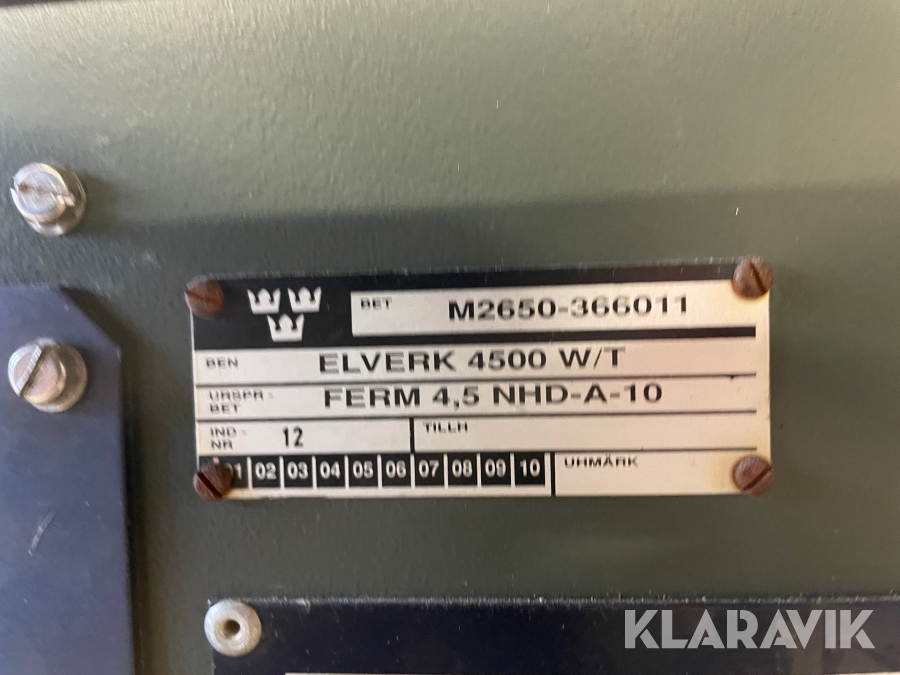 BET M2650-366011
BEN ELVERK 4500 W/T
URSPR-
BET FERM 4,5 NHD-A-10
IND-
NR 12 TILLH
01 02 03 04 05 06 07 08 09 10 UHMÄRK
KLARAVIK